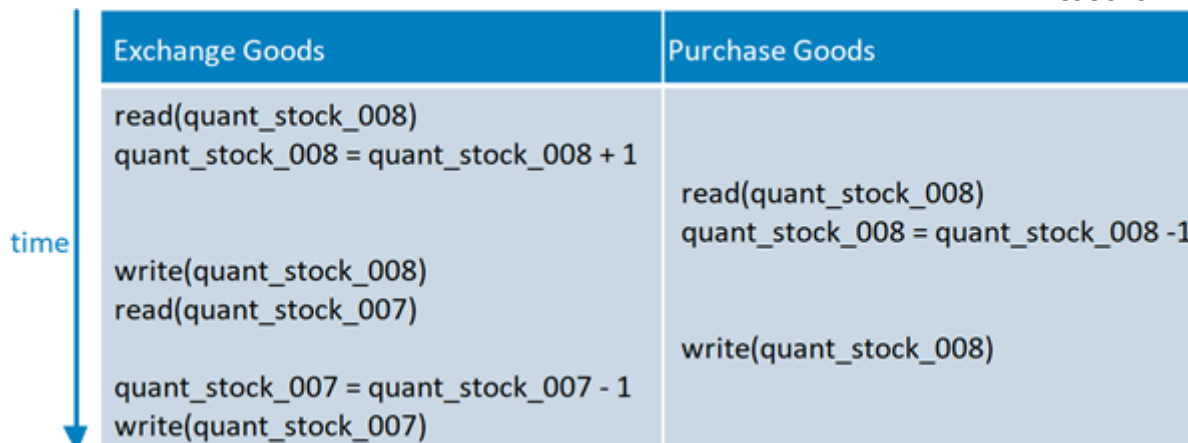 Exchange Goods
Purchase Goods
read(quant_stock_008)
quant_stock_008 = quant_stock_008 + 1
read(quant_stock_008)
quant_stock_008 = quant_stock_008 -1
time
write(quant_stock_008)
read(quant_stock_007)
write(quant_stock_008)
quant_stock_007 = quant_stock_007 - 1
write(quant_stock_007)